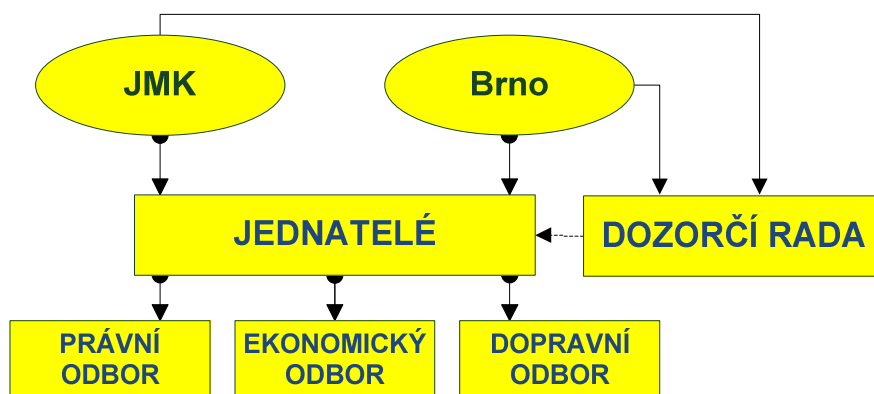 JMK
Brno
JEDNATELÉ
DOZORČÍ RADA
PRÁVNÍ
ODBOR
EKONOMICKÝ
ODBOR
DOPRAVNÍ
ODBOR